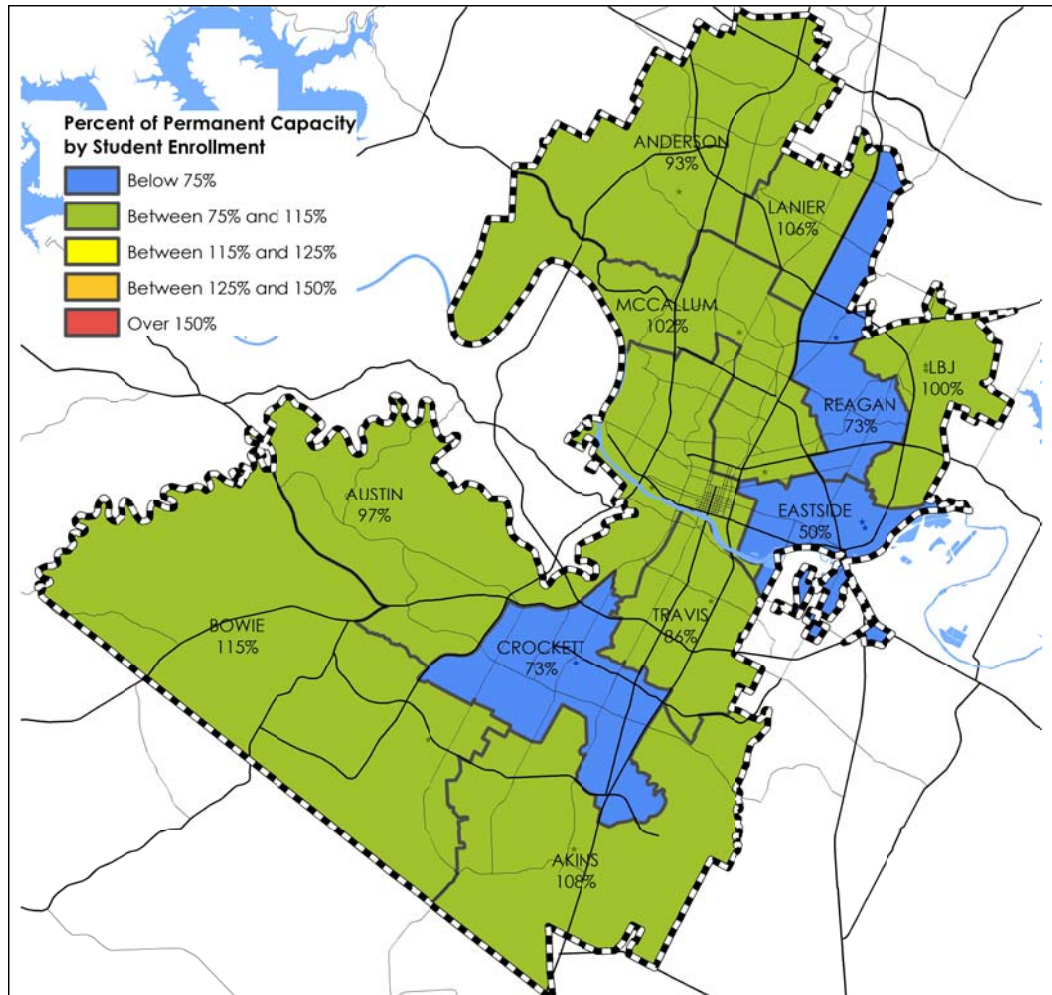 Percent of Permanent Capacity
by Student Enrollment
Below 75%
Between 75% and 115%
Between 115% and 125%
Between 125% and 150%
Over 150%
ANDERSON
93%
LANIER
106%
MCCALLUM
102%
LBJ
100%
REAGAN
73%
AUSTIN
97%
EASTSIDE
50%
BOWIE
115%
TRAVIS
86%
CROCKETT
73%
AKINS
108%